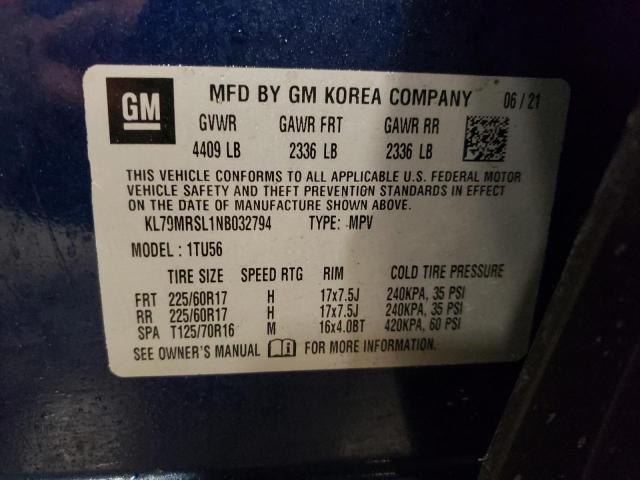 GM MFD BY GM KOREA COMPANY 06/21
GVWR GAWR FRT GAWR RR
4409 LB 2336 LB 2336 LB
THIS VEHICLE CONFORMS TO ALL APPLICABLE U.S. FEDERAL MOTOR
VEHICLE SAFETY AND THEFT PREVENTION STANDARDS IN EFFECT
ON THE DATE OF MANUFACTURE SHOWN ABOVE.
KL79MRSL1NB032794 TYPE: MPV
MODEL: 1TU56
TIRE SIZE SPEED RTG RIM COLD TIRE PRESSURE
FRT 225/60R17 H 17x7.5J 240KPA, 35 PSI
RR 225/60R17 H 17x7.5J 240KPA, 35 PSI
SPA T125/70R16 M 16x4.0BT 420KPA, 60 PSI
SEE OWNER'S MANUAL FOR MORE INFORMATION.